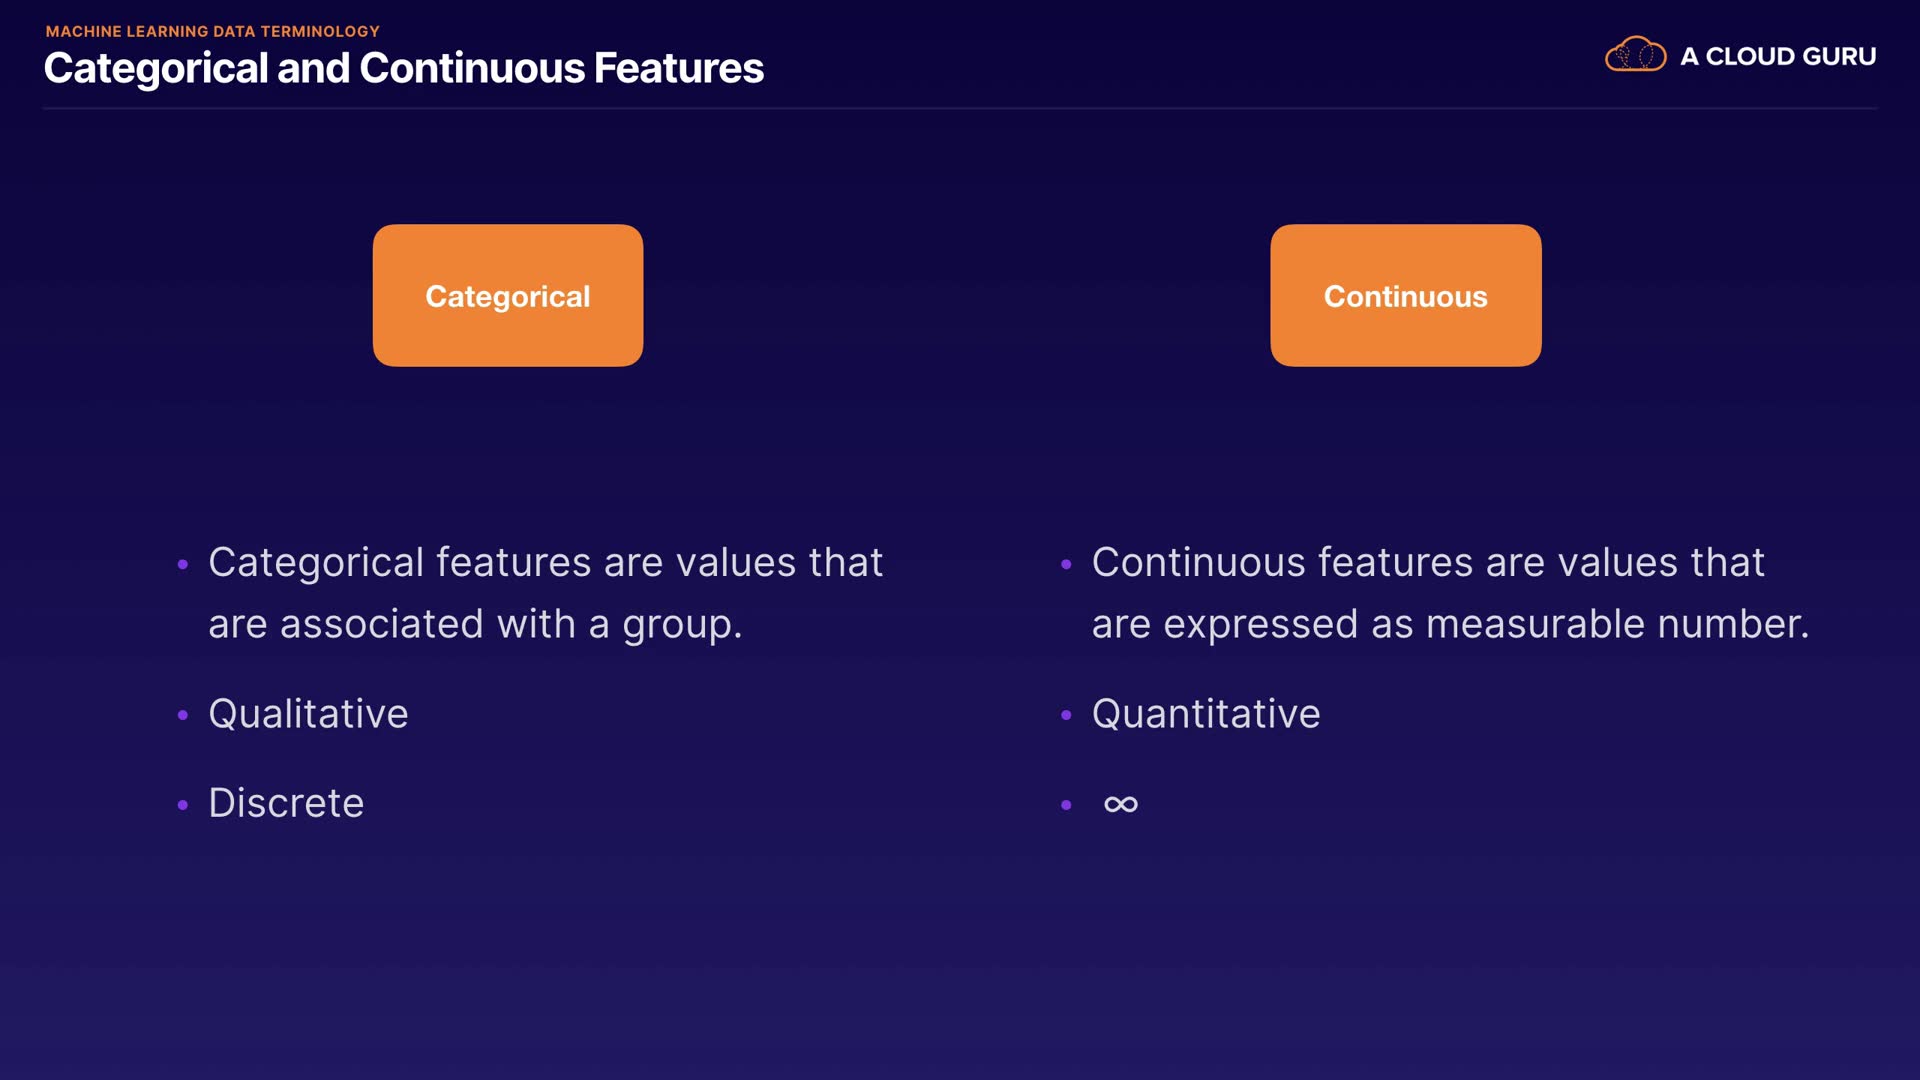 MACHINE LEARNING DATA TERMINOLOGY
Categorical and Continuous Features
A CLOUD GURU
Categorical
Continuous
• Categorical features are values that
are associated with a group.
• Qualitative
• Discrete
• Continuous features are values that
are expressed as measurable number.
• Quantitative
• ∞